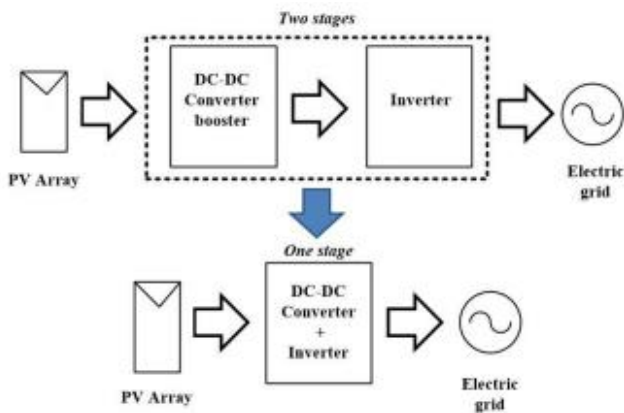 Two stages
DC-DC
Converter
booster
Inverter
PV Array
Electric
grid
One stage
DC-DC
Converter
+
Inverter
PV Array
Electric
grid